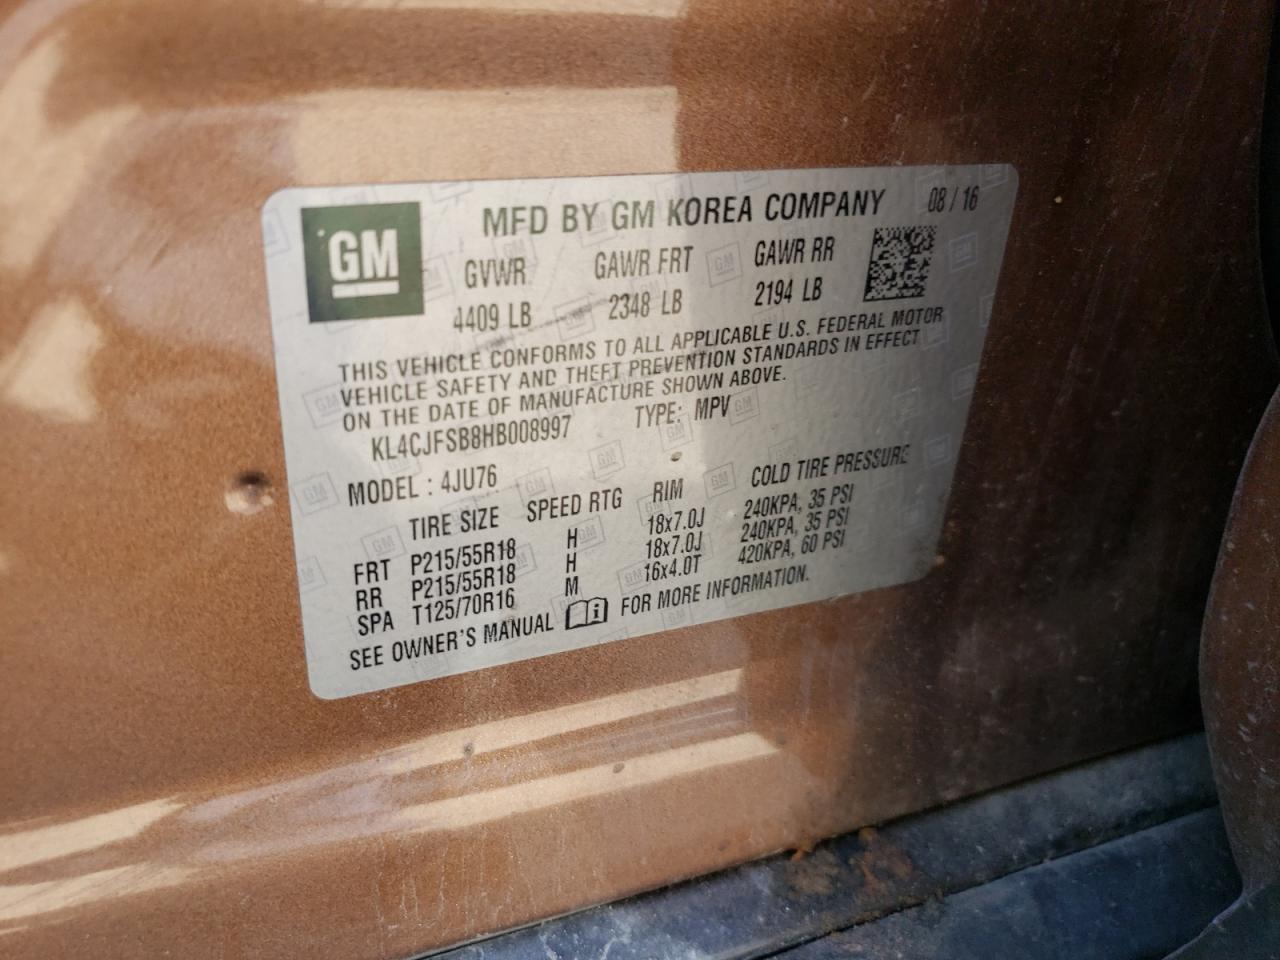 GM MFD BY GM KOREA COMPANY 08 / 16
GVWR GAWR FRT GAWR RR
4409 LB 2348 LB 2194 LB
THIS VEHICLE CONFORMS TO ALL APPLICABLE U.S. FEDERAL MOTOR
VEHICLE SAFETY AND THEFT PREVENTION STANDARDS IN EFFECT
ON THE DATE OF MANUFACTURE SHOWN ABOVE.
KL4CJFSB8HB008997 TYPE: MPV
MODEL : 4JU76
TIRE SIZE SPEED RTG RIM COLD TIRE PRESSURE
FRT P215/55R18 H 18x7.0J 240KPA, 35 PSI
RR P215/55R18 H 18x7.0J 240KPA, 35 PSI
SPA T125/70R16 M 16x4.0T 420KPA, 60 PSI
SEE OWNER'S MANUAL i FOR MORE INFORMATION.